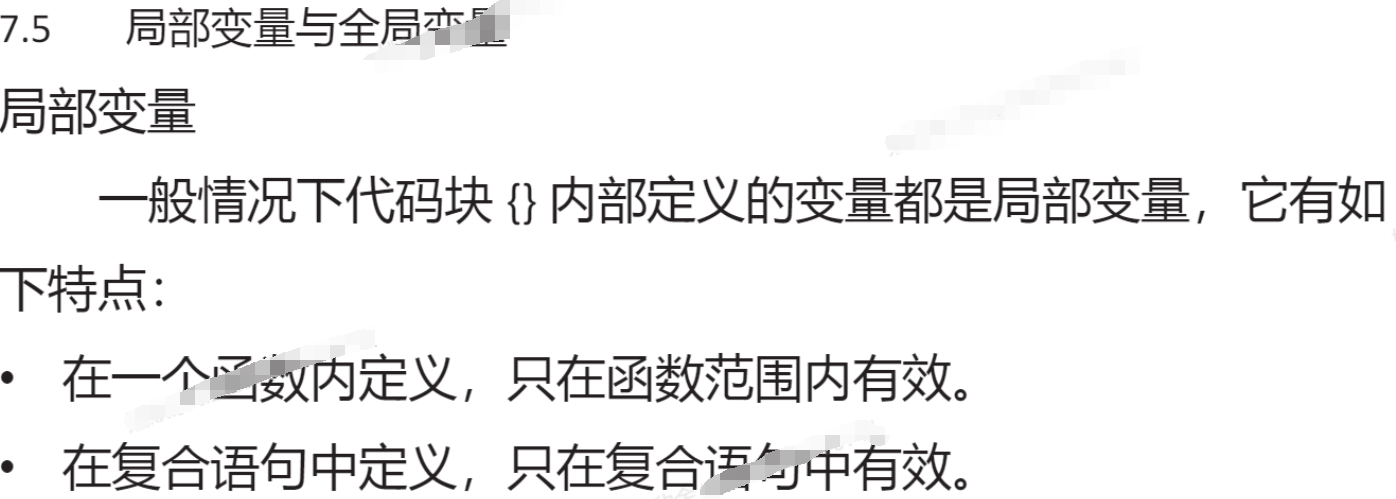 7.5 局部变量与全局变量
局部变量
一般情况下代码块 {} 内部定义的变量都是局部变量，它有如
下特点：
• 在一个函数内定义，只在函数范围内有效。
• 在复合语句中定义，只在复合语句中有效。